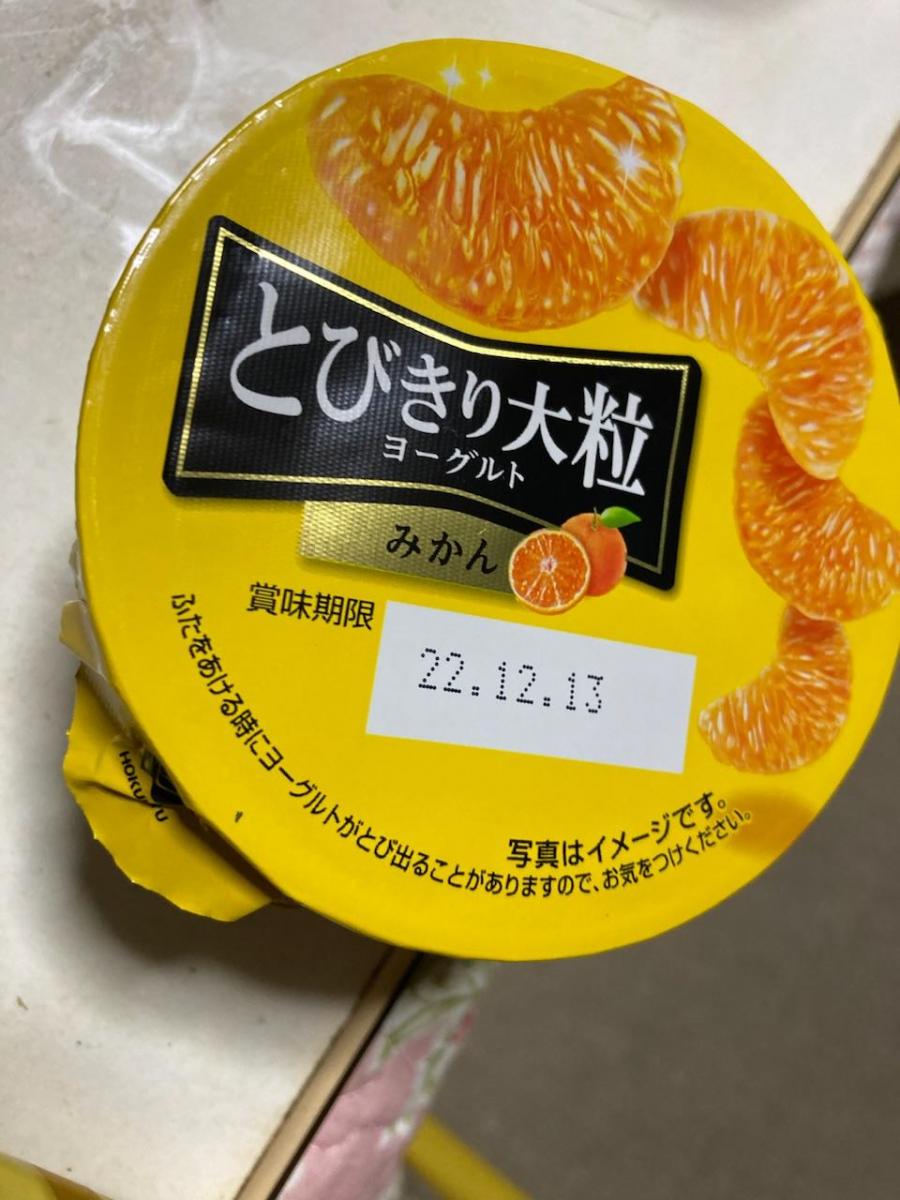 とびきり大粒
ヨーグルト
みかん
賞味期限
22.12.13
写真はイメージです。
ふたをあける時にヨーグルトがとび出ることがありますので、お気をつけください。